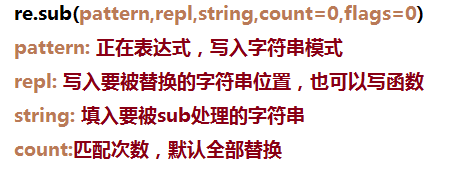 re.sub(pattern,repl,string,count=0,flags=0)
pattern: 正在表达式，写入字符串模式
repl: 写入要被替换的字符串位置，也可以写函数
string: 填入要被sub处理的字符串
count:匹配次数，默认全部替换